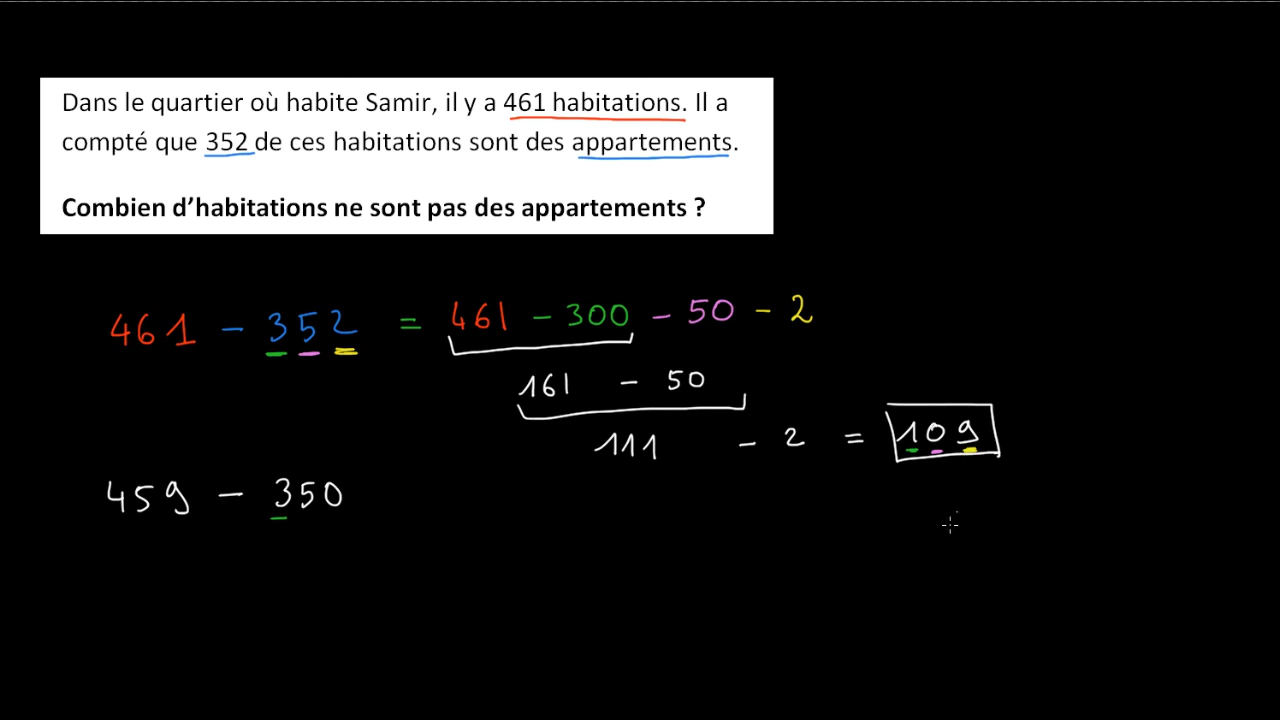 Dans le quartier où habite Samir, il y a 461 habitations. Il a
compté que 352 de ces habitations sont des appartements.
Combien d’habitations ne sont pas des appartements ?
461 - 352 = 461 - 300 - 50 - 2
161 - 50
111 - 2 = 109
459 - 350